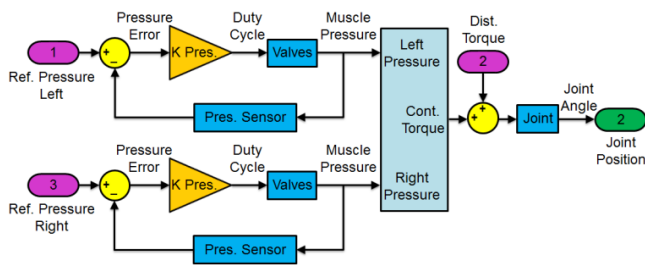 Pressure Error
Duty Cycle
Muscle Pressure
Dist. Torque
1
+
−
K Pres.
Valves
Left Pressure
2
Ref. Pressure Left
Pres. Sensor
Cont. Torque
+
+
Joint
Joint Angle
2
Joint Position
Pressure Error
Duty Cycle
Muscle Pressure
3
+
−
K Pres.
Valves
Right Pressure
Ref. Pressure Right
Pres. Sensor